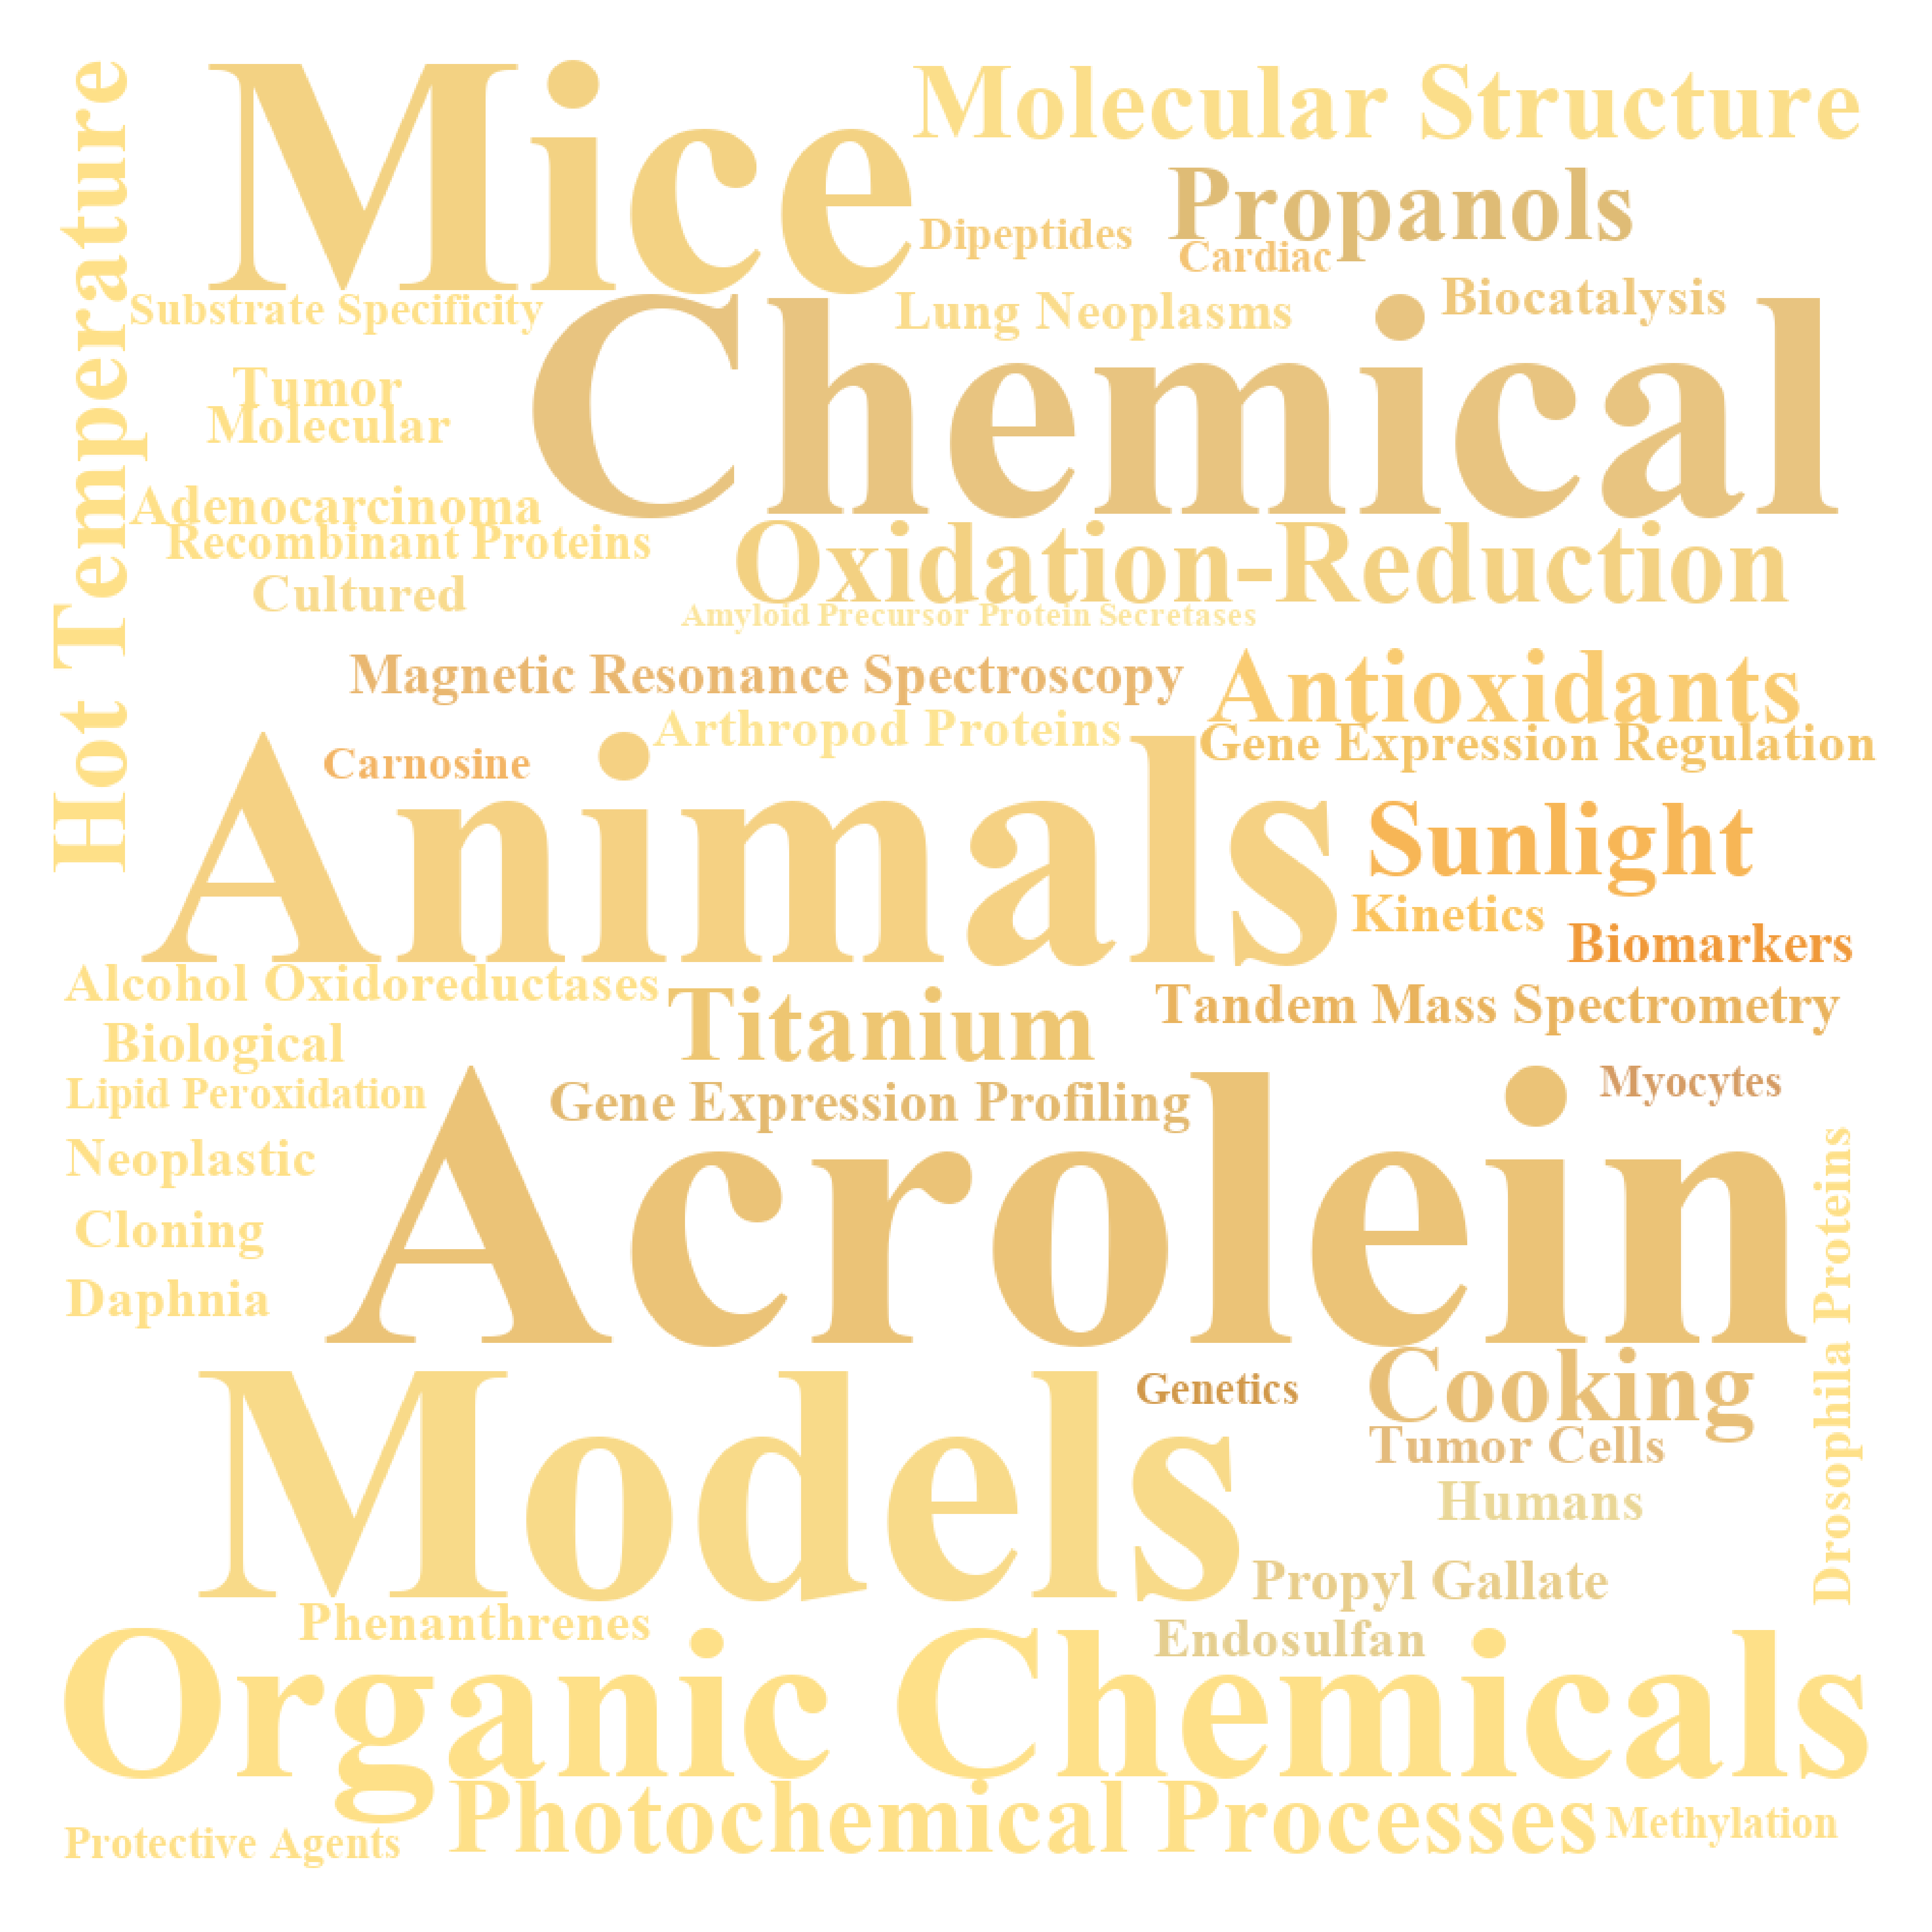 Hot Temperature
Mice
Molecular Structure
Propanols
Dipeptides
Cardiac
Substrate Specificity
Lung Neoplasms
Biocatalysis
Chemical
Tumor
Molecular
Adenocarcinoma
Recombinant Proteins
Oxidation-Reduction
Cultured
Amyloid Precursor Protein Secretases
Magnetic Resonance Spectroscopy
Antioxidants
Arthropod Proteins
Gene Expression Regulation
Carnosine
Animals
Sunlight
Kinetics
Biomarkers
Alcohol Oxidoreductases
Titanium
Tandem Mass Spectrometry
Biological
Lipid Peroxidation
Gene Expression Profiling
Myocytes
Neoplastic
Acrolein
Cloning
Daphnia
Drosophila Proteins
Models
Genetics
Cooking
Tumor Cells
Humans
Propyl Gallate
Phenanthrenes
Endosulfan
Organic Chemicals
Photochemical Processes
Methylation
Protective Agents